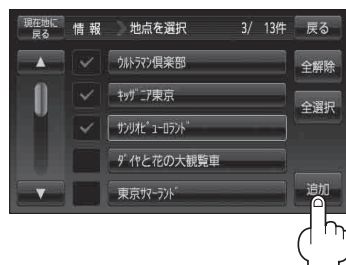 現在地に
戻る
情報 地点を選択 3/ 13件 戻る
ｳﾙﾄﾗﾏﾝ倶楽部 全解除
ｷｯｻﾞﾆｱ東京
全選択
ｻﾝﾘｵﾋﾟｭｰﾛﾗﾝﾄﾞ
ﾀﾞｲﾔと花の大観覧車
東京ｻﾏｰﾗﾝﾄﾞ 追加